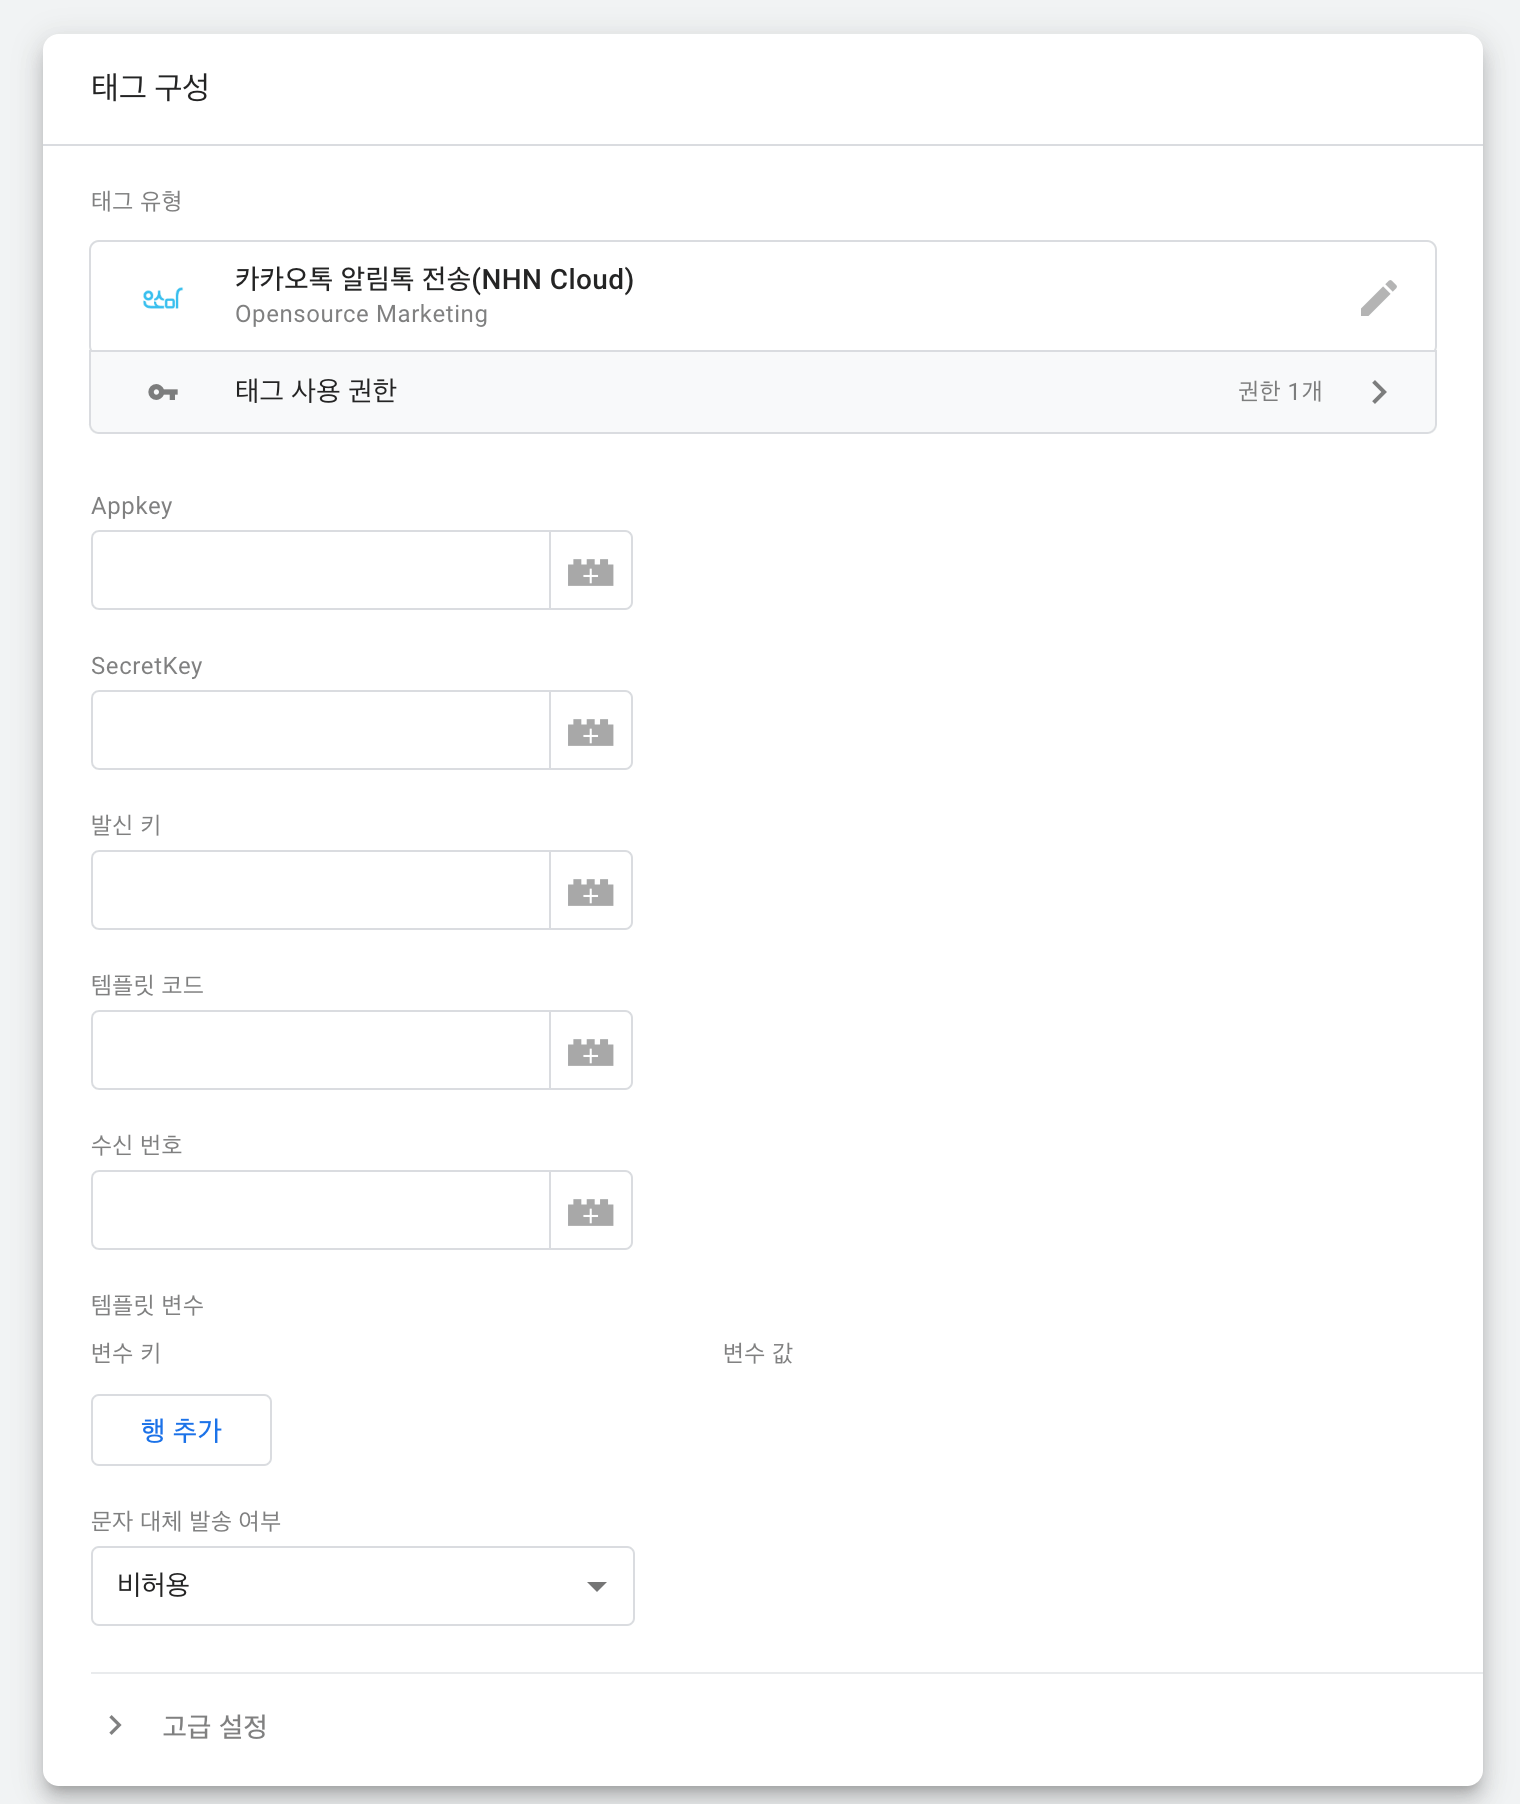 태그 구성
태그 유형
오소마
카카오톡 알림톡 전송(NHN Cloud)
Opensource Marketing
태그 사용 권한
권한 1개
Appkey
SecretKey
발신 키
템플릿 코드
수신 번호
템플릿 변수
변수 키
변수 값
행 추가
문자 대체 발송 여부
비허용
고급 설정